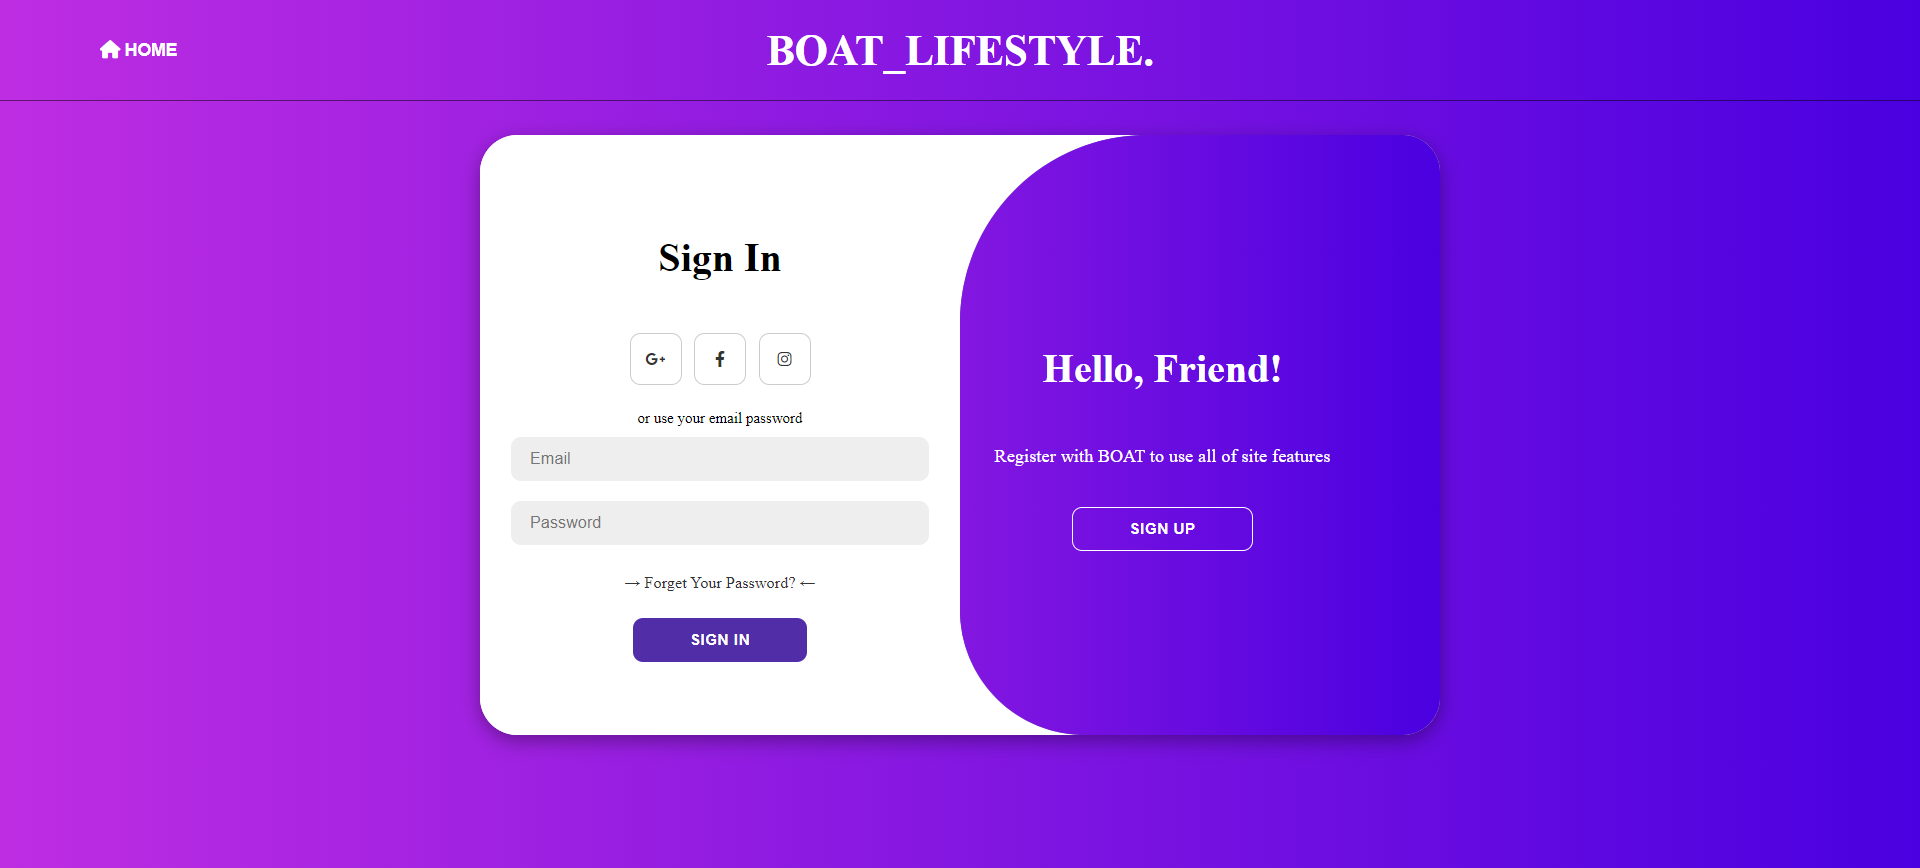 HOME
BOAT_LIFESTYLE.
Sign In
G+
f
or use your email password
Email
Password
→ Forget Your Password? ←
SIGN IN
Hello, Friend!
Register with BOAT to use all of site features
SIGN UP